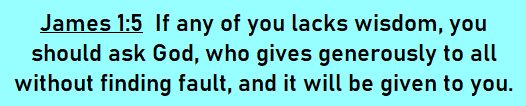 James 1:5  If any of you lacks wisdom, you
should ask God, who gives generously to all
without finding fault, and it will be given to you.